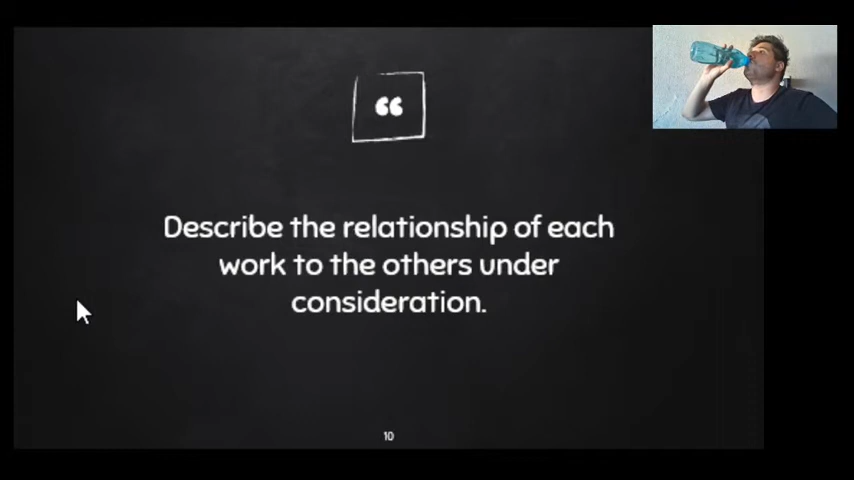 “
Describe the relationship of each
work to the others under
consideration.
10